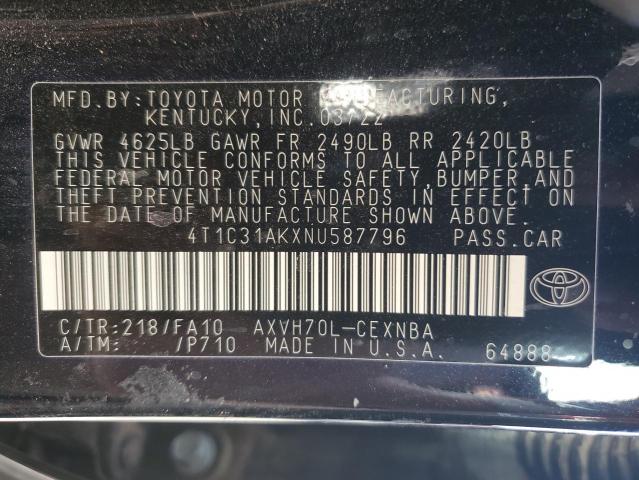 MFD.BY:TOYOTA MOTOR MANUFACTURING,
KENTUCKY,INC. 03/22
GVWR 4625LB GAWR FR 2490LB RR 2420LB
THIS VEHICLE CONFORMS TO ALL APPLICABLE
FEDERAL MOTOR VEHICLE SAFETY,BUMPER,AND
THEFT PREVENTION STANDARDS IN EFFECT ON
THE DATE OF MANUFACTURE SHOWN ABOVE.
4T1C31AKXNU587796 PASS.CAR
C/TR:218/FA10 AXVH70L-CEXNBA
A/TM: /P710 MADE IN U.S.A. 64888